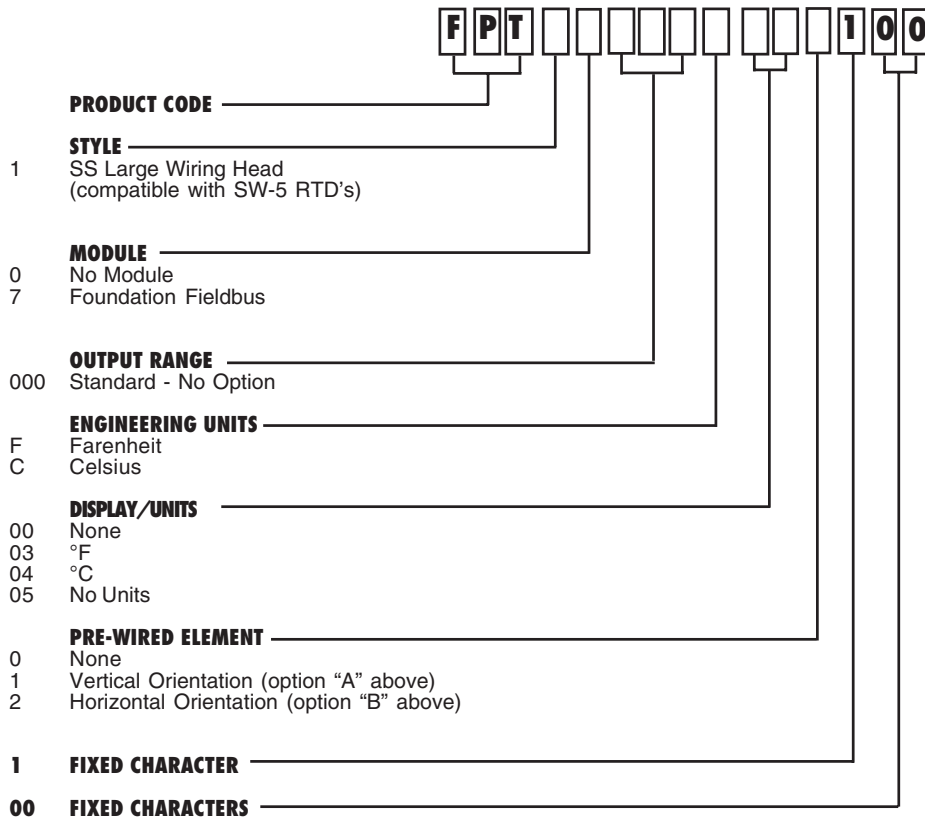 FPT 100
PRODUCT CODE
STYLE
1 SS Large Wiring Head
(compatible with SW-5 RTD's)
MODULE
0 No Module
7 Foundation Fieldbus
OUTPUT RANGE
000 Standard - No Option
ENGINEERING UNITS
F Farenheit
C Celsius
DISPLAY/UNITS
00 None
03 °F
04 °C
05 No Units
PRE-WIRED ELEMENT
0 None
1 Vertical Orientation (option “A” above)
2 Horizontal Orientation (option “B” above)
1 FIXED CHARACTER
00 FIXED CHARACTERS